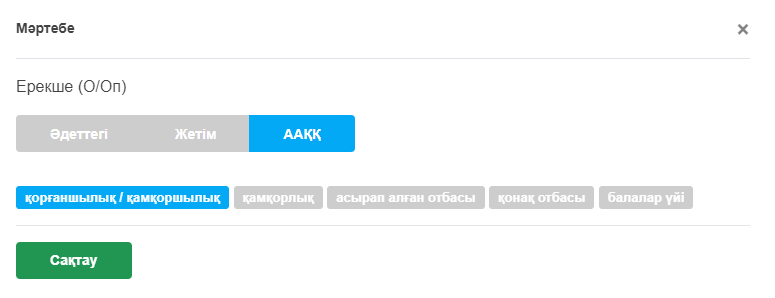 Мәртебе ×
Ерекше (О/Оп)
Әдеттегі Жетім ААҚҚ
қорғаншылық / қамқоршылық қамқорлық асырап алған отбасы қонақ отбасы балалар үйі
Сақтау